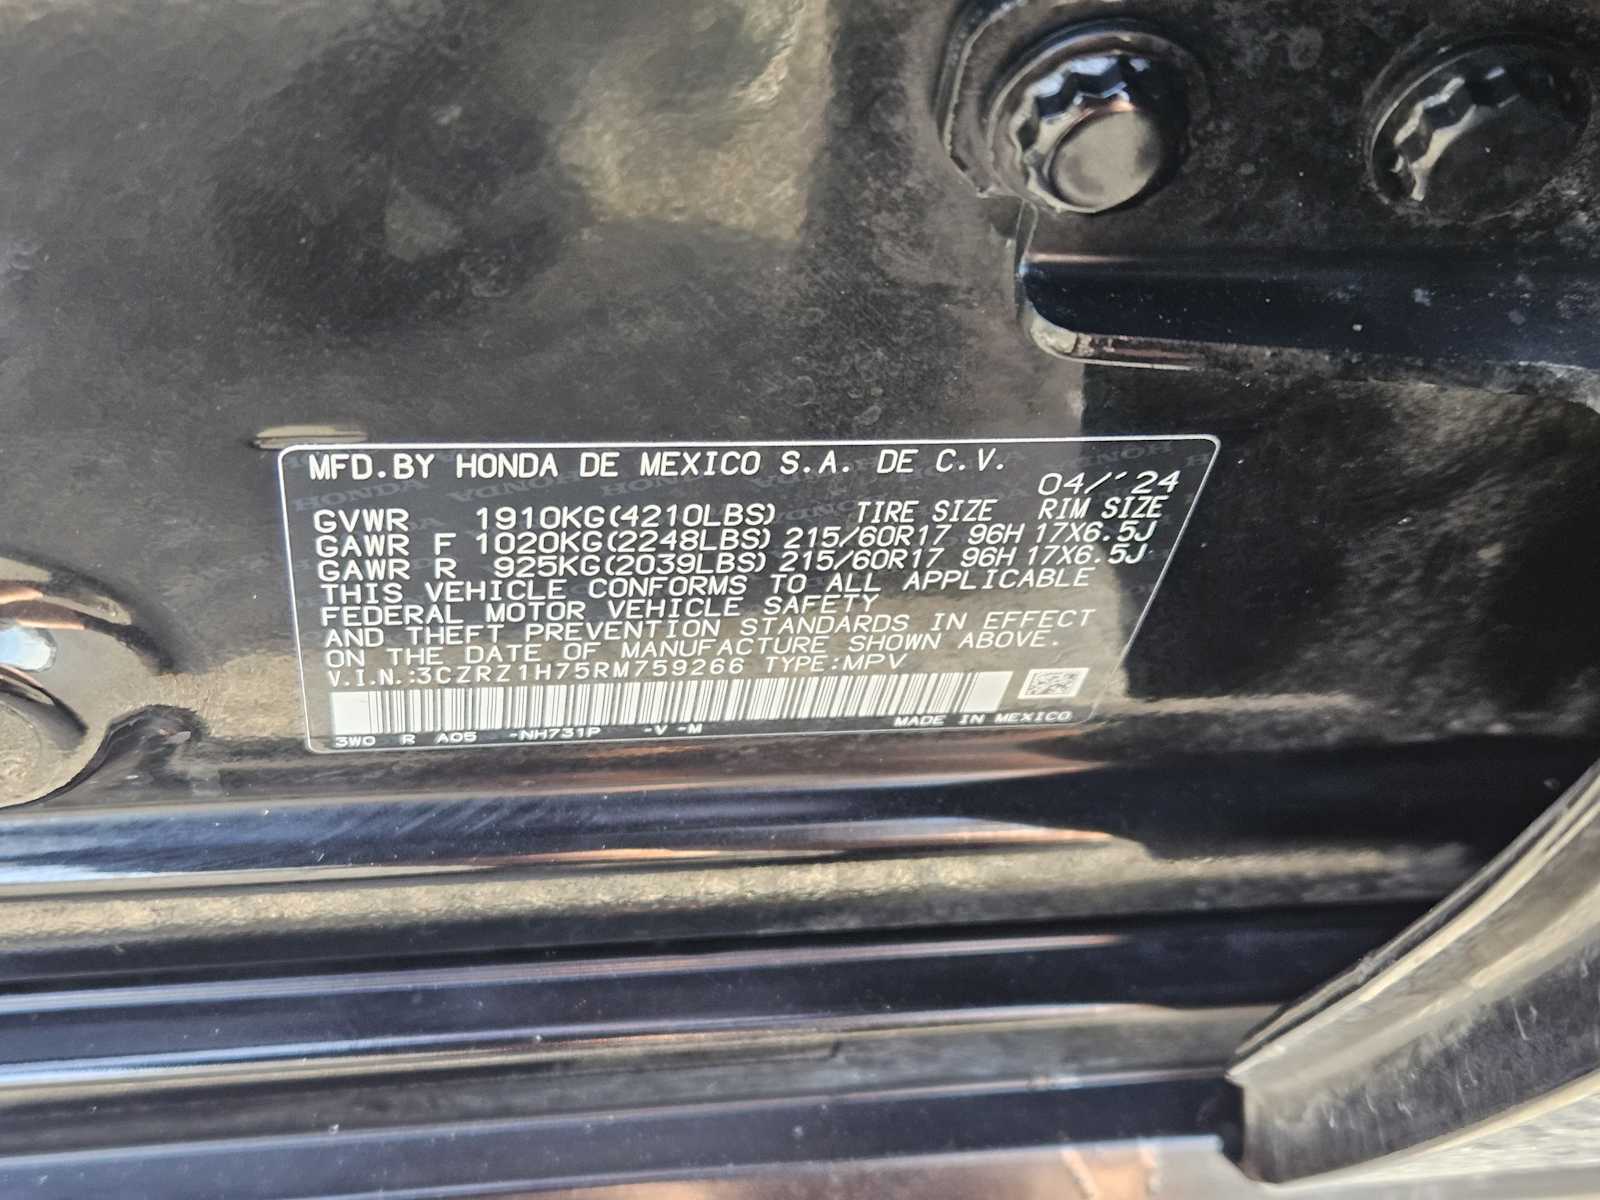 MFD.BY HONDA DE MEXICO S.A. DE C.V.
04/'24
GVWR 1910KG(4210LBS) TIRE SIZE RIM SIZE
GAWR F 1020KG(2248LBS) 215/60R17 96H 17X6.5J
GAWR R 925KG(2039LBS) 215/60R17 96H 17X6.5J
THIS VEHICLE CONFORMS TO ALL APPLICABLE
FEDERAL MOTOR VEHICLE SAFETY
AND THEFT PREVENTION STANDARDS IN EFFECT
ON THE DATE OF MANUFACTURE SHOWN ABOVE.
V.I.N.:3CZRZ1H75RM759266 TYPE:MPV
MADE IN MEXICO
3W0 R A05 -NH731P -V -M